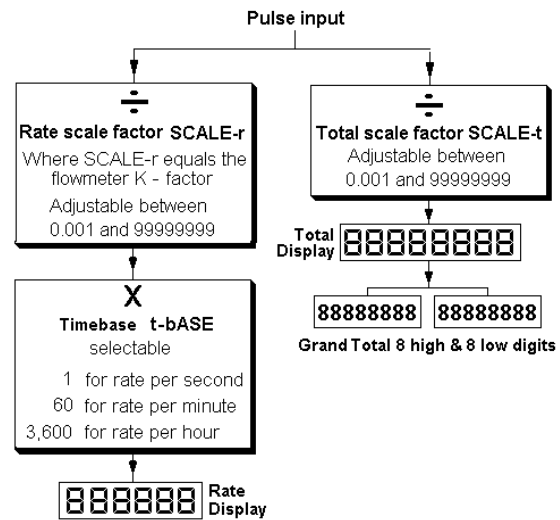 Pulse input
÷
Rate scale factor SCALE-r
Where SCALE-r equals the
flowmeter K - factor
Adjustable between
0.001 and 99999999
X
Timebase t-bASE
selectable
1 for rate per second
60 for rate per minute
3,600 for rate per hour
888888
Rate
Display
÷
Total scale factor SCALE-t
Adjustable between
0.001 and 99999999
Total
Display
88888888
88888888 88888888
Grand Total 8 high & 8 low digits